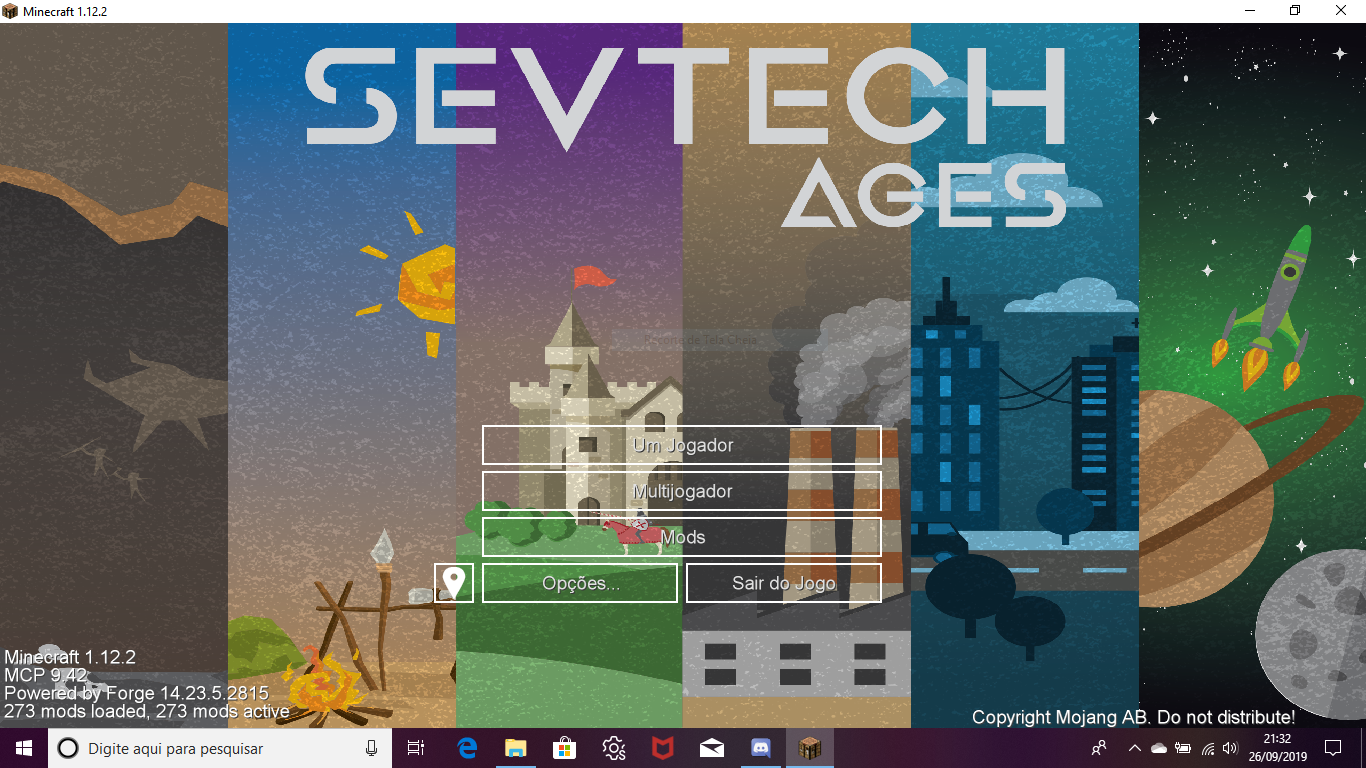 Minecraft 1.12.2
SEVTECH
AGES
Recorte de Tela Cheia
Um Jogador
Multijogador
Mods
Opções...
Sair do Jogo
Minecraft 1.12.2
MCP 9.42
Powered by Forge 14.23.5.2815
273 mods loaded, 273 mods active
Copyright Mojang AB. Do not distribute!
Digite aqui para pesquisar
21:32
26/09/2019